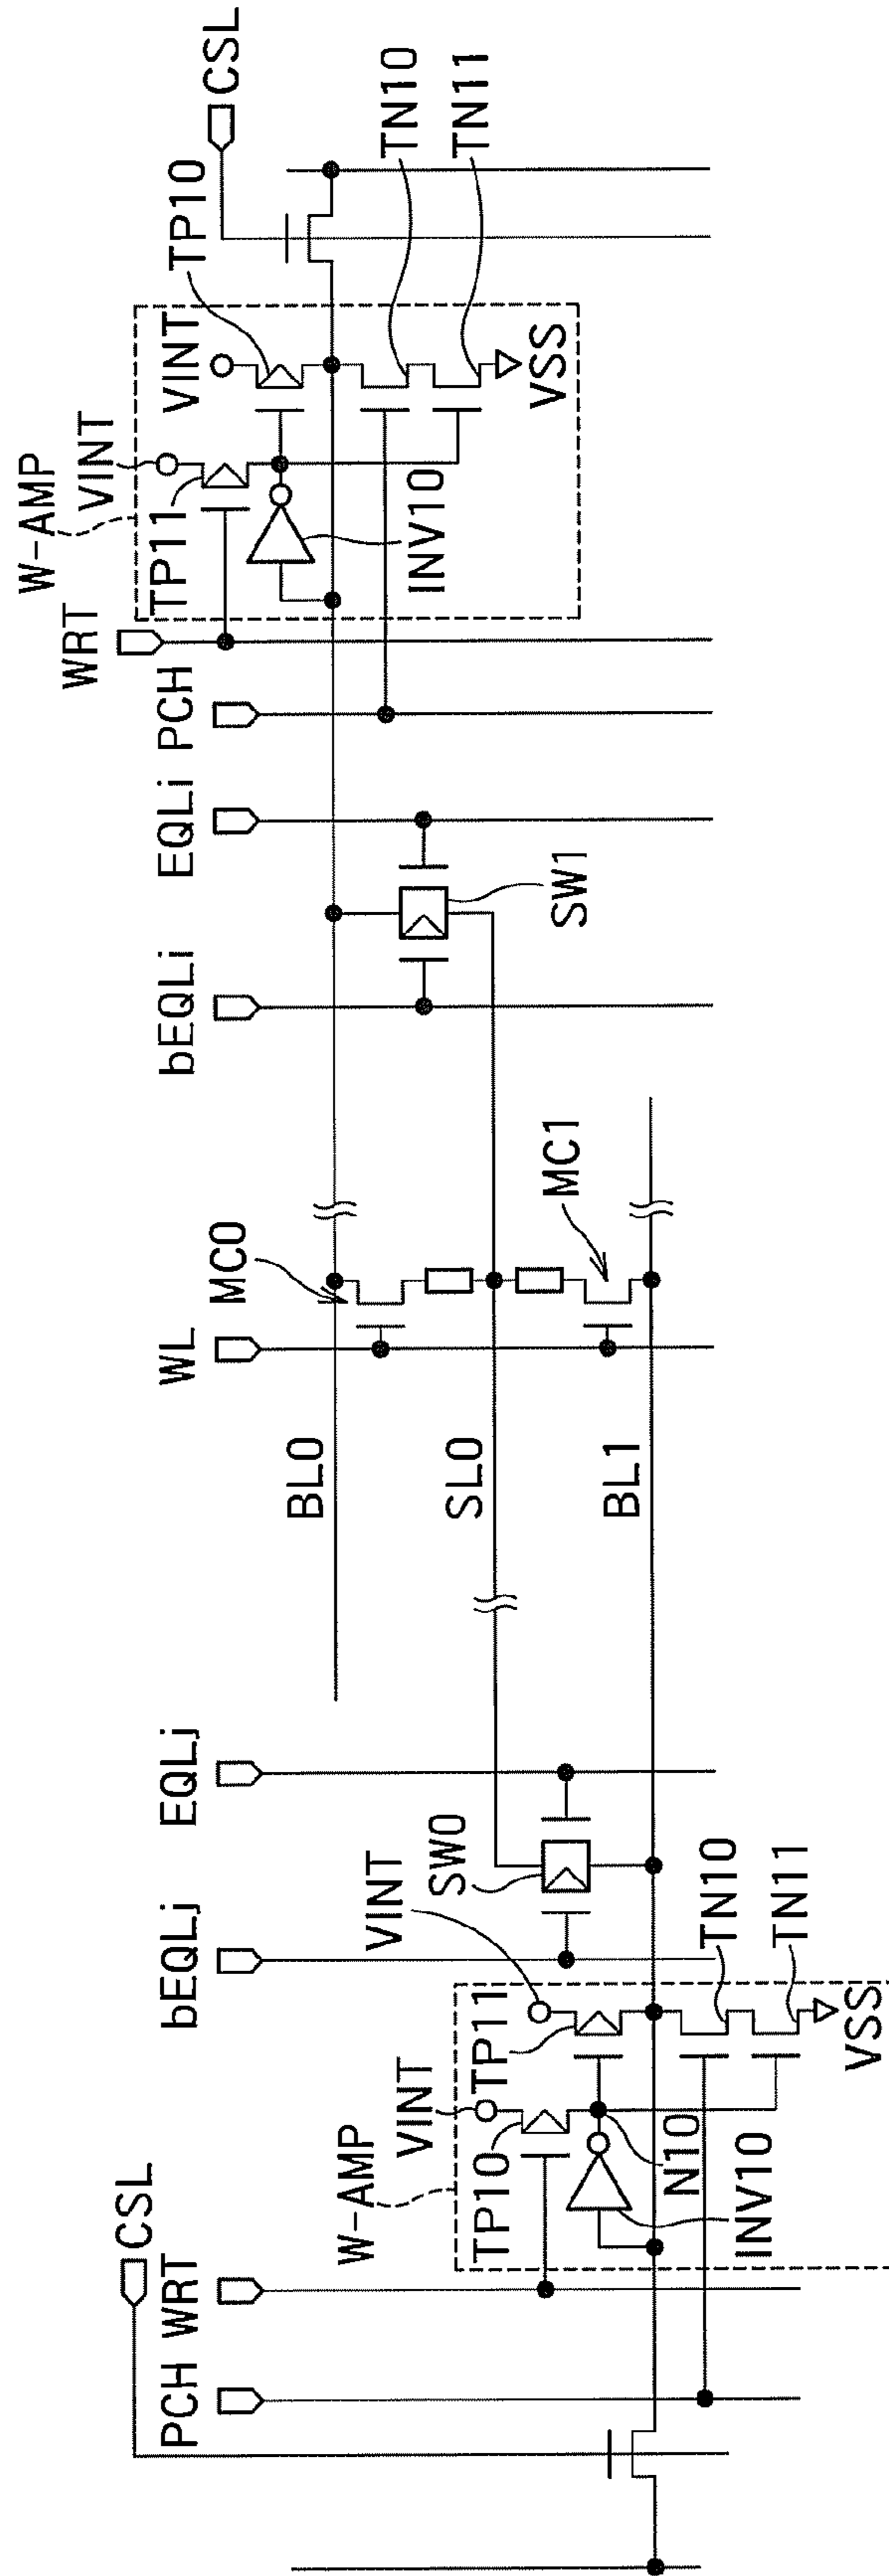 PCH
CSL
WRT
W-AMP
VINT
TP10
TP11
VINT
N10
INV10
TN10
TN11
VSS
bEQLj
SW0
EQLj
BL0
SL0
BL1
WL
MC0
MC1
bEQLi
SW1
EQLi
PCH
WRT
W-AMP
VINT
TP11
VINT
TP10
INV10
VSS
CSL
TN10
TN11